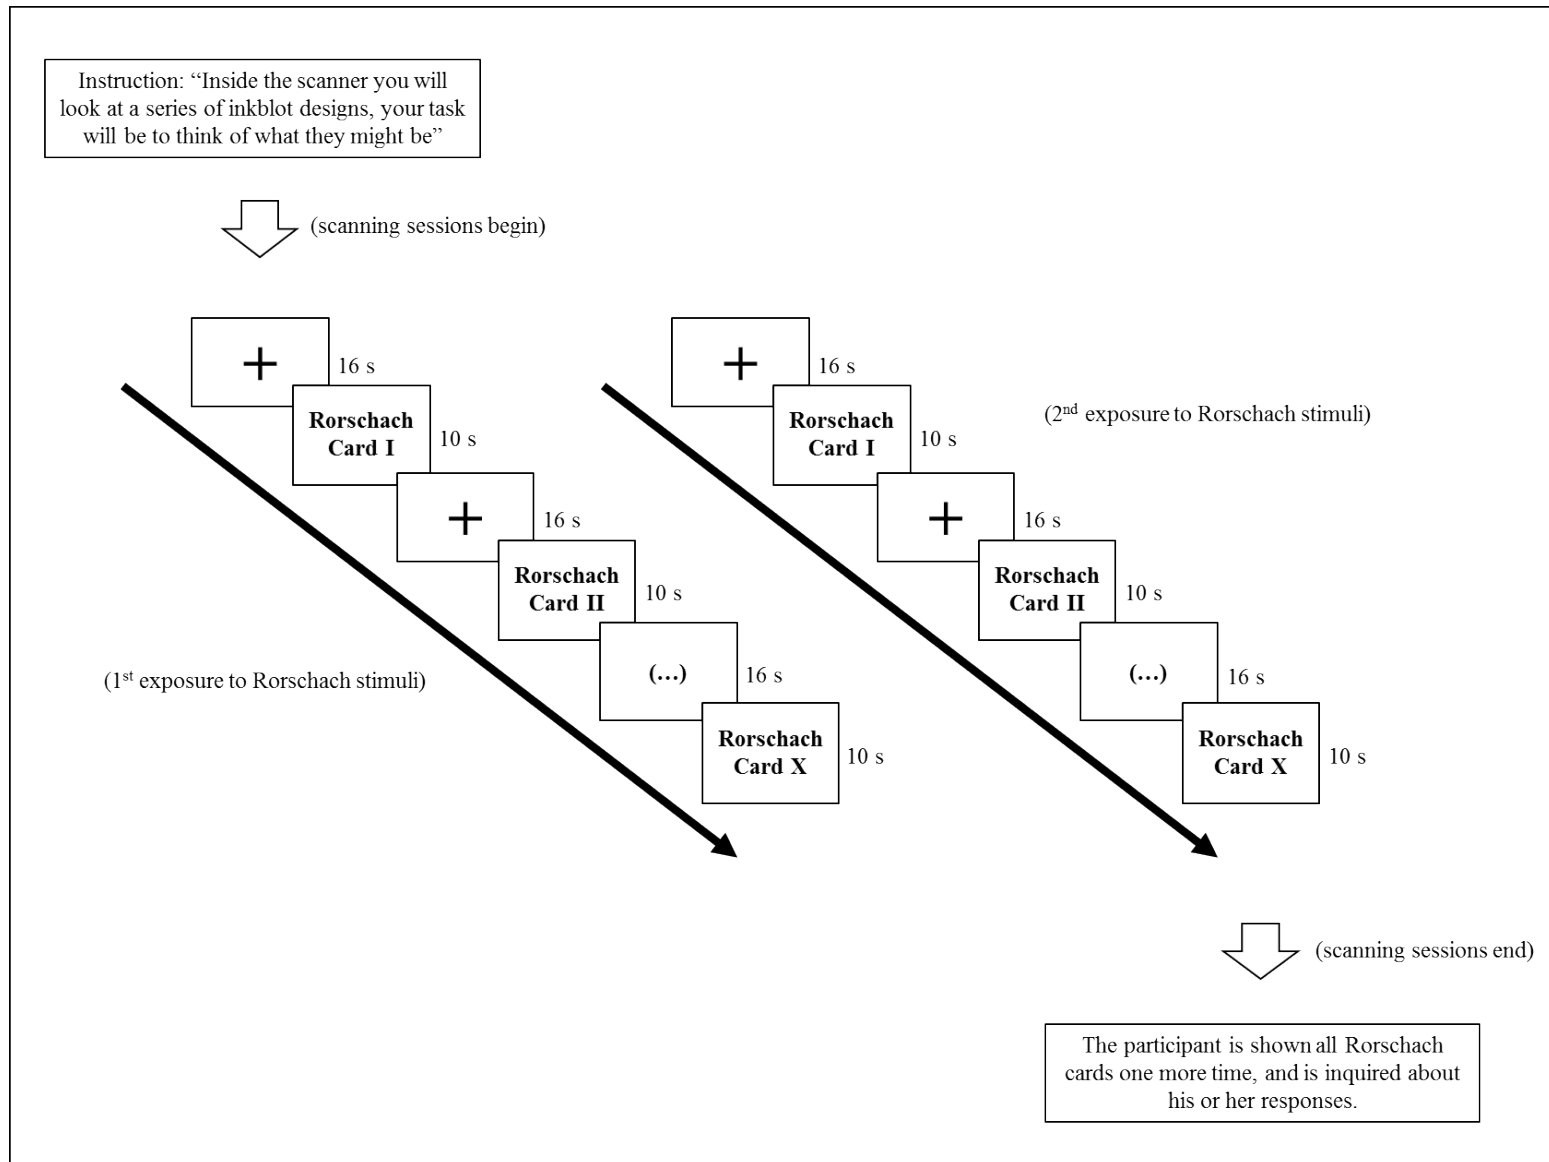 Instruction: “Inside the scanner you will
look at a series of inkblot designs, your task
will be to think of what they might be”
(scanning sessions begin)
+
16 s
Rorschach
Card I
10 s
+
16 s
Rorschach
Card II
10 s
(...)
16 s
Rorschach
Card X
10 s
(1st exposure to Rorschach stimuli)
+
16 s
Rorschach
Card I
10 s
+
16 s
Rorschach
Card II
10 s
(...)
16 s
Rorschach
Card X
10 s
(2nd exposure to Rorschach stimuli)
(scanning sessions end)
The participant is shown all Rorschach
cards one more time, and is inquired about
his or her responses.